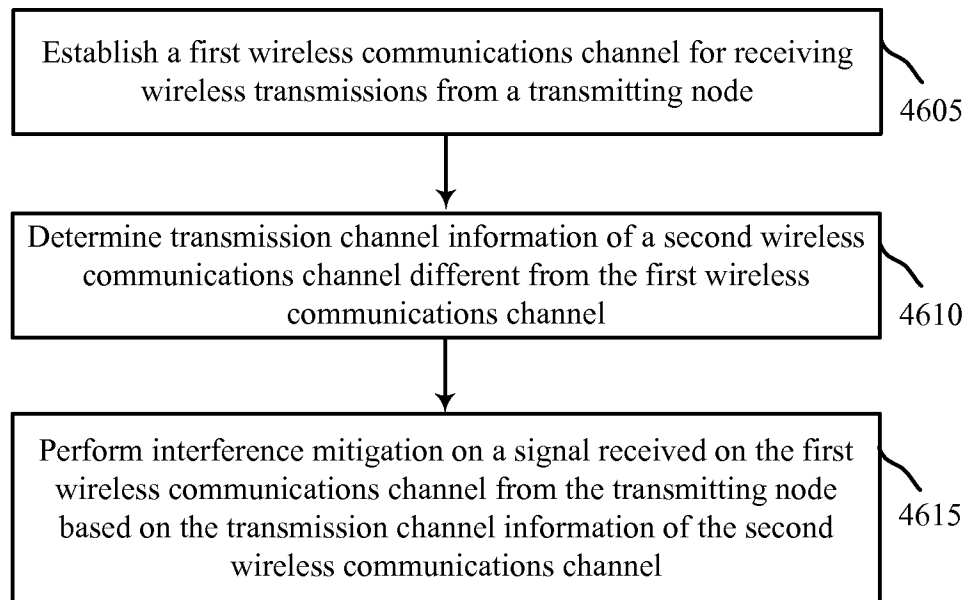 Establish a first wireless communications channel for receiving
wireless transmissions from a transmitting node
4605
Determine transmission channel information of a second wireless
communications channel different from the first wireless
communications channel
4610
Perform interference mitigation on a signal received on the first
wireless communications channel from the transmitting node
based on the transmission channel information of the second
wireless communications channel
4615